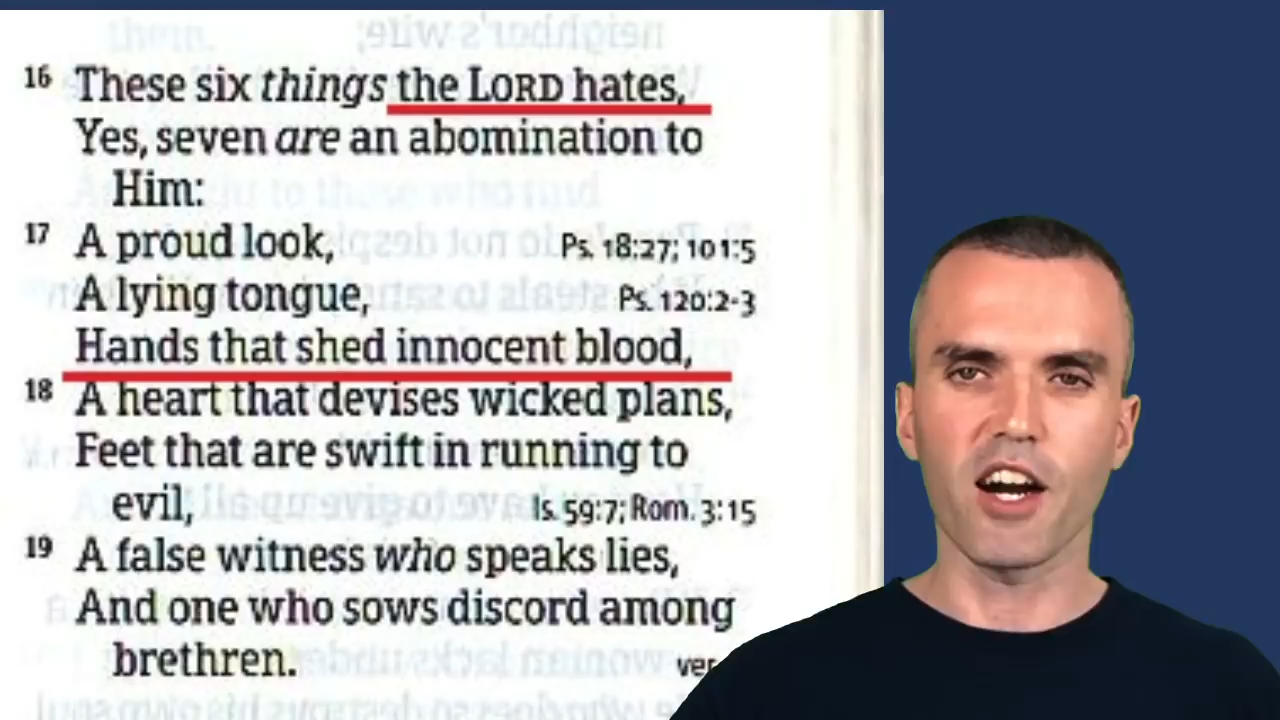 16 These six things the LORD hates,
Yes, seven are an abomination to
Him:
17 A proud look, Ps. 18:27; 101:5
A lying tongue, Ps. 120:2-3
Hands that shed innocent blood,
18 A heart that devises wicked plans,
Feet that are swift in running to
evil, Is. 59:7; Rom. 3:15
19 A false witness who speaks lies,
And one who sows discord among
brethren.